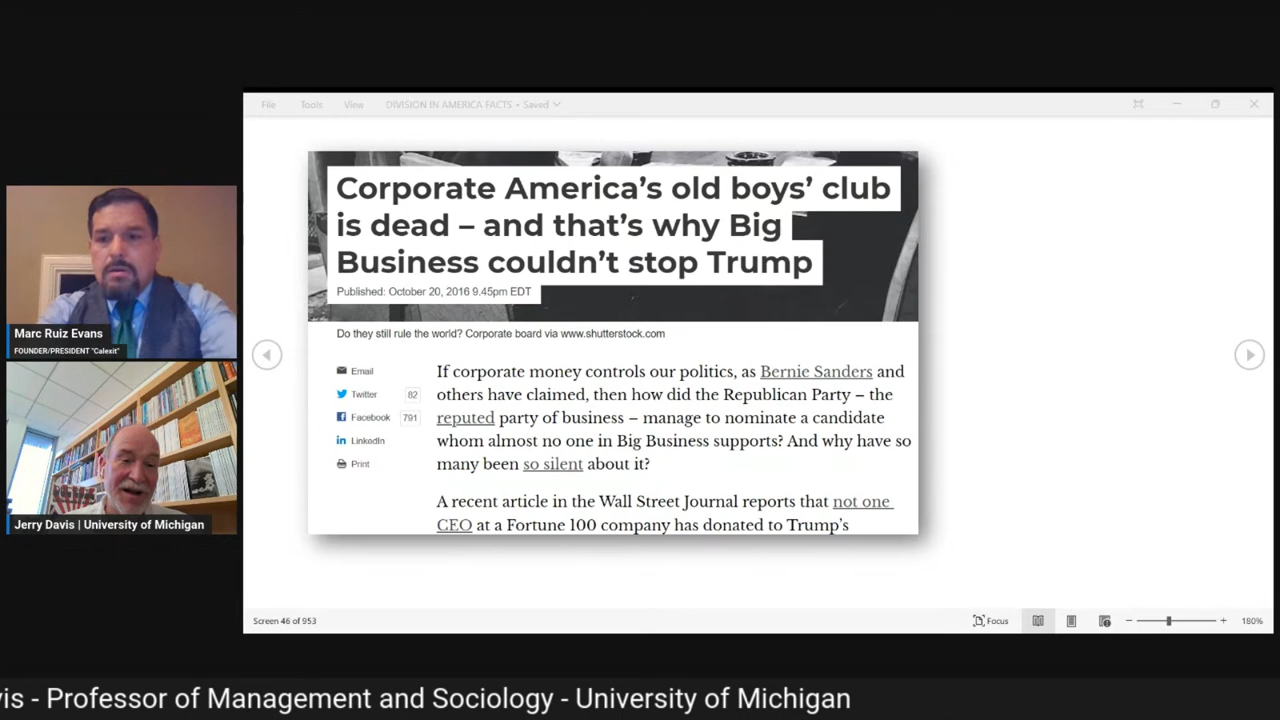 File Tools View DIVISION IN AMERICA FACTS • Saved
Corporate America's old boys' club
is dead – and that's why Big
Business couldn't stop Trump
Published: October 20, 2016 9.45pm EDT
Do they still rule the world? Corporate board via www.shutterstock.com
Email
Twitter 82
Facebook 791
LinkedIn
Print
If corporate money controls our politics, as Bernie Sanders and
others have claimed, then how did the Republican Party – the
reputed party of business – manage to nominate a candidate
whom almost no one in Big Business supports? And why have so
many been so silent about it?
A recent article in the Wall Street Journal reports that not one
CEO at a Fortune 100 company has donated to Trump's
Marc Ruiz Evans
FOUNDER/PRESIDENT "Calexit"
Jerry Davis | University of Michigan
Screen 46 of 953
Focus
180%
vis - Professor of Management and Sociology - University of Michigan